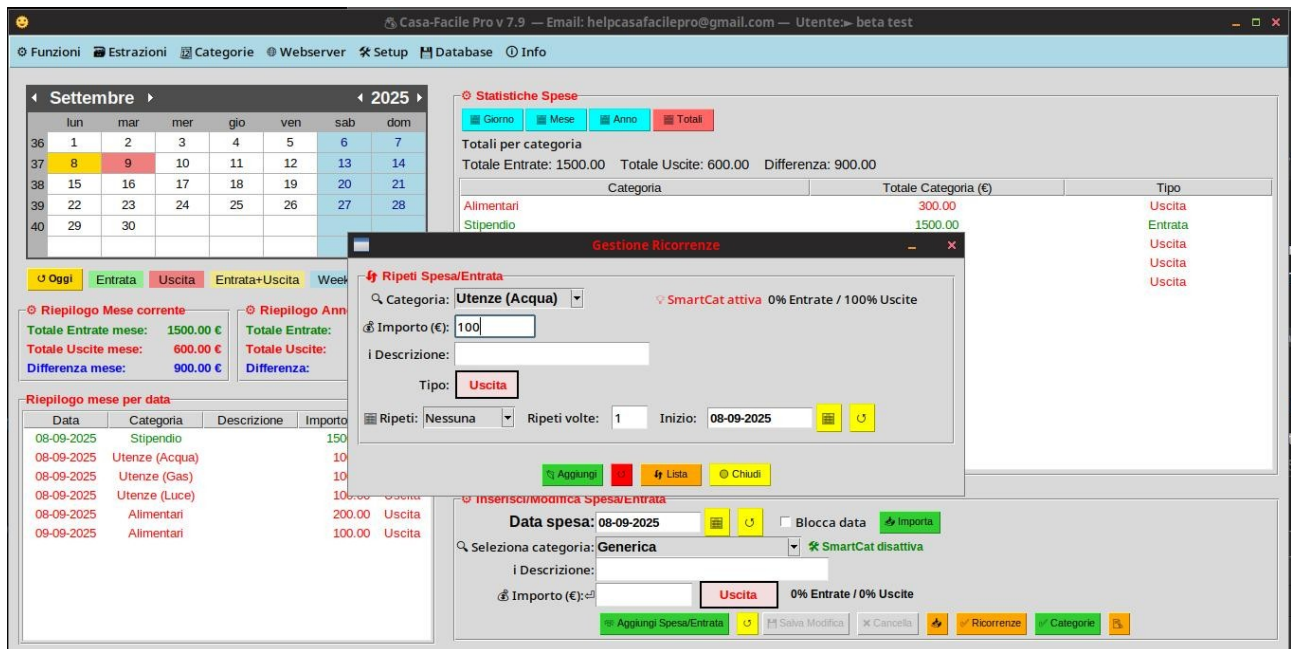 Casa-Facile Pro v 7.9 — Email: helpcasafacilepro@gmail.com — Utente:► beta test
Funzioni Estrazioni Categorie Webserver Setup Database Info
Settembre 2025
lun mar mer gio ven sab dom
36 1 2 3 4 5 6 7
37 8 9 10 11 12 13 14
38 15 16 17 18 19 20 21
39 22 23 24 25 26 27 28
40 29 30
Oggi Entrata Uscita Entrata+Uscita Week
Riepilogo Mese corrente
Totale Entrate mese: 1500.00 €
Totale Uscite mese: 600.00 €
Differenza mese: 900.00 €
Riepilogo Ann
Totale Entrate:
Totale Uscite:
Differenza:
Riepilogo mese per data
Data Categoria Descrizione Importo
08-09-2025 Stipendio 150
08-09-2025 Utenze (Acqua) 10
08-09-2025 Utenze (Gas) 10
08-09-2025 Utenze (Luce) 100.00 Uscita
08-09-2025 Alimentari 200.00 Uscita
09-09-2025 Alimentari 100.00 Uscita
Statistiche Spese
Giorno Mese Anno Totali
Totali per categoria
Totale Entrate: 1500.00 Totale Uscite: 600.00 Differenza: 900.00
Categoria Totale Categoria (€) Tipo
Alimentari 300.00 Uscita
Stipendio 1500.00 Entrata
Uscita
Uscita
Uscita
Gestione Ricorrenze
Ripeti Spesa/Entrata
Categoria: Utenze (Acqua) SmartCat attiva 0% Entrate / 100% Uscite
Importo (€): 100
i Descrizione:
Tipo: Uscita
Ripeti: Nessuna Ripeti volte: 1 Inizio: 08-09-2025
Aggiungi Lista Chiudi
Inserisci/Modifica Spesa/Entrata
Data spesa: 08-09-2025 Blocca data Importa
Seleziona categoria: Generica SmartCat disattiva
i Descrizione:
Importo (€):⏎ Uscita 0% Entrate / 0% Uscite
Aggiungi Spesa/Entrata Salva Modifica Cancella Ricorrenze Categorie